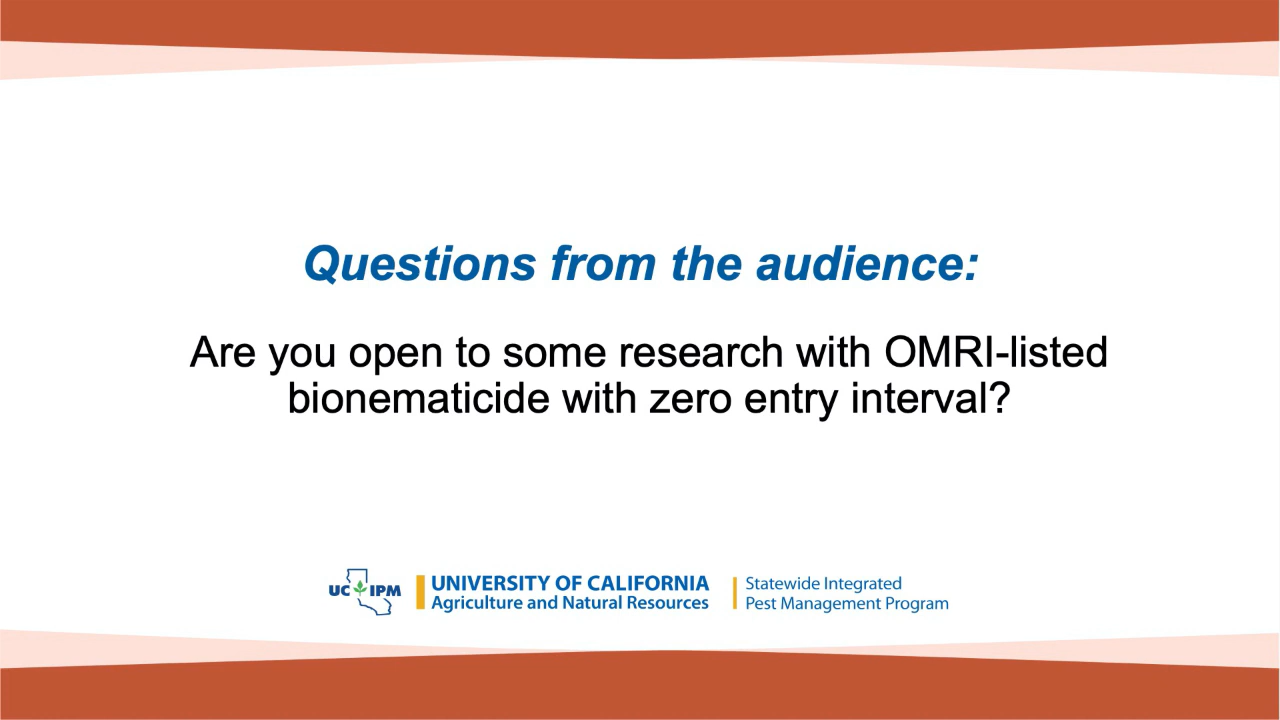 Questions from the audience:
Are you open to some research with OMRI-listed
bionematicide with zero entry interval?
UC IPM
UNIVERSITY OF CALIFORNIA
Agriculture and Natural Resources
Statewide Integrated
Pest Management Program